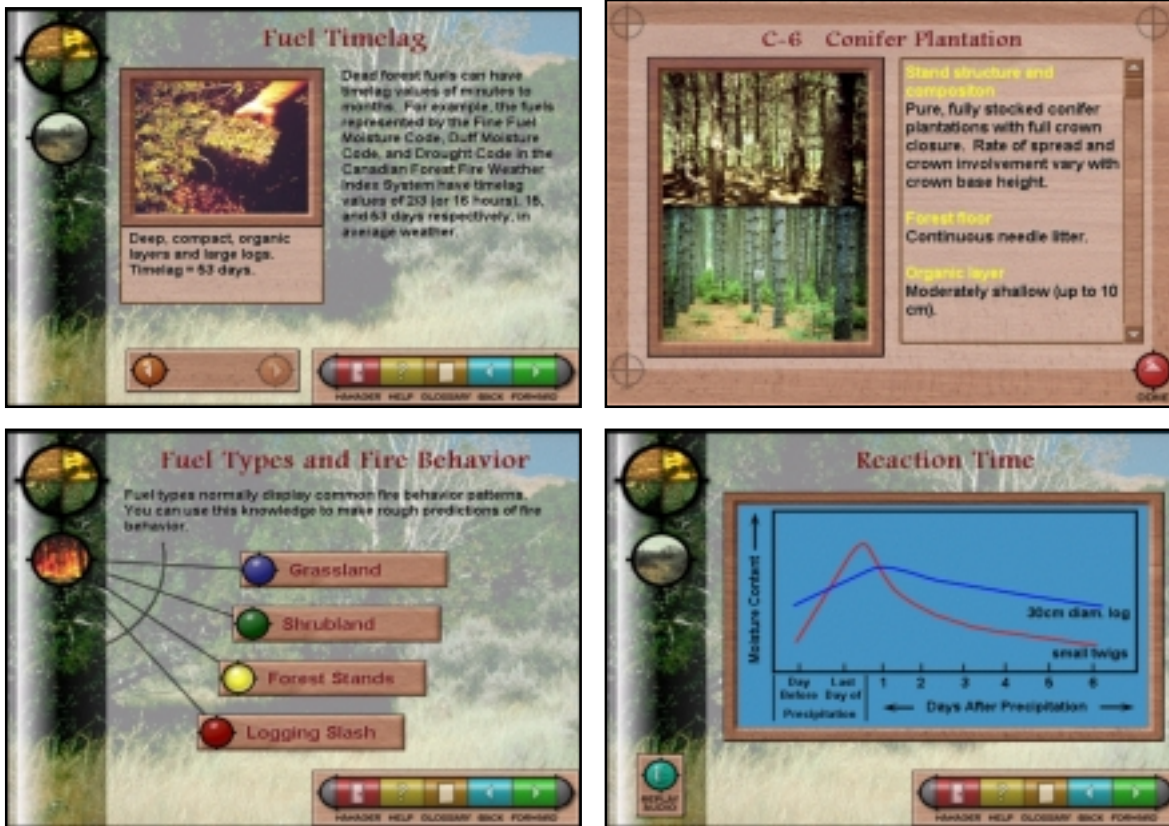 Fuel Timelag
Dead forest fuels can have
timelag values of minutes to
months. For example, the fuels
represented by the Fine Fuel
Moisture Code, Duff Moisture
Code, and Drought Code in the
Canadian Forest Fire Weather
Index System have timelag
values of 2/3 (or 16 hours), 15,
and 53 days respectively, in
average weather.
Deep, compact, organic
layers and large logs.
Timelag = 53 days.
MANAGER HELP GLOSSARY BACK FORWARD
C-6 Conifer Plantation
Stand structure and
compositon
Pure, fully stocked conifer
plantations with full crown
closure. Rate of spread and
crown involvement vary with
crown base height.
Forest floor
Continuous needle litter.
Organic layer
Moderately shallow (up to 10
cm).
DONE
Fuel Types and Fire Behavior
Fuel types normally display common fire behavior patterns.
You can use this knowledge to make rough predictions of fire
behavior.
Grassland
Shrubland
Forest Stands
Logging Slash
MANAGER HELP GLOSSARY BACK FORWARD
Reaction Time
Moisture Content
30cm diam. log
small twigs
Day Last 1 2 3 4 5 6
Before Day of
Precipitation
Days After Precipitation
REPLAY
AUDIO
MANAGER HELP GLOSSARY BACK FORWARD